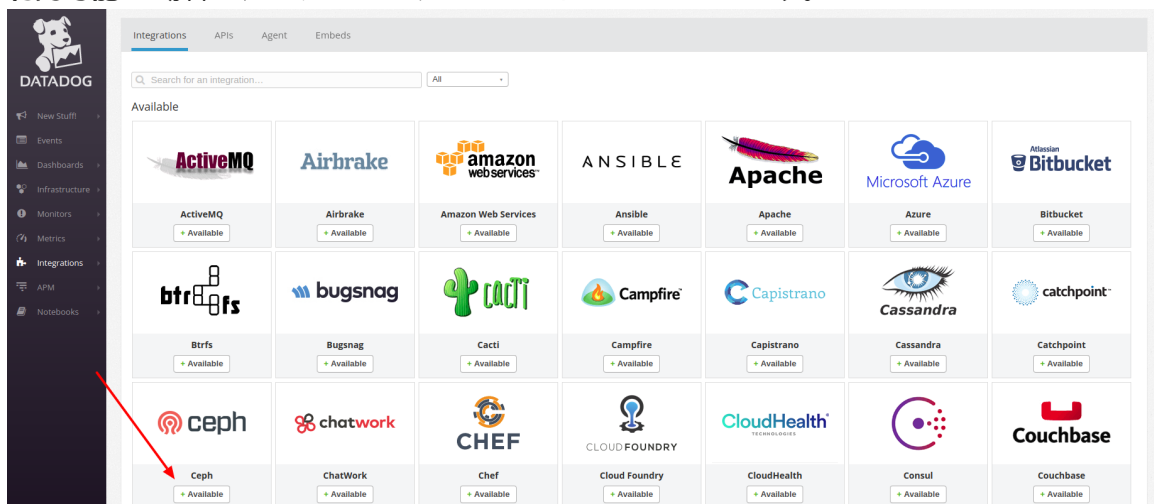 Integrations APIs Agent Embeds
DATADOG
Search for an integration...
All
Available
New Stuff!
Events
Dashboards
Infrastructure
Monitors
Metrics
Integrations
APM
Notebooks
ActiveMQ Airbrake amazon web services ANSIBLE Apache Microsoft Azure Atlassian Bitbucket
ActiveMQ Airbrake Amazon Web Services Ansible Apache Azure Bitbucket
+ Available + Available + Available + Available + Available + Available + Available
btrfs bugsnag cacti Campfire Capistrano Cassandra catchpoint
Btrfs Bugsnag Cacti Campfire Capistrano Cassandra Catchpoint
+ Available + Available + Available + Available + Available + Available + Available
ceph chatwork CHEF CLOUD FOUNDRY CloudHealth TECHNOLOGIES Couchbase
Ceph ChatWork Chef Cloud Foundry CloudHealth Consul Couchbase
+ Available + Available + Available + Available + Available + Available + Available